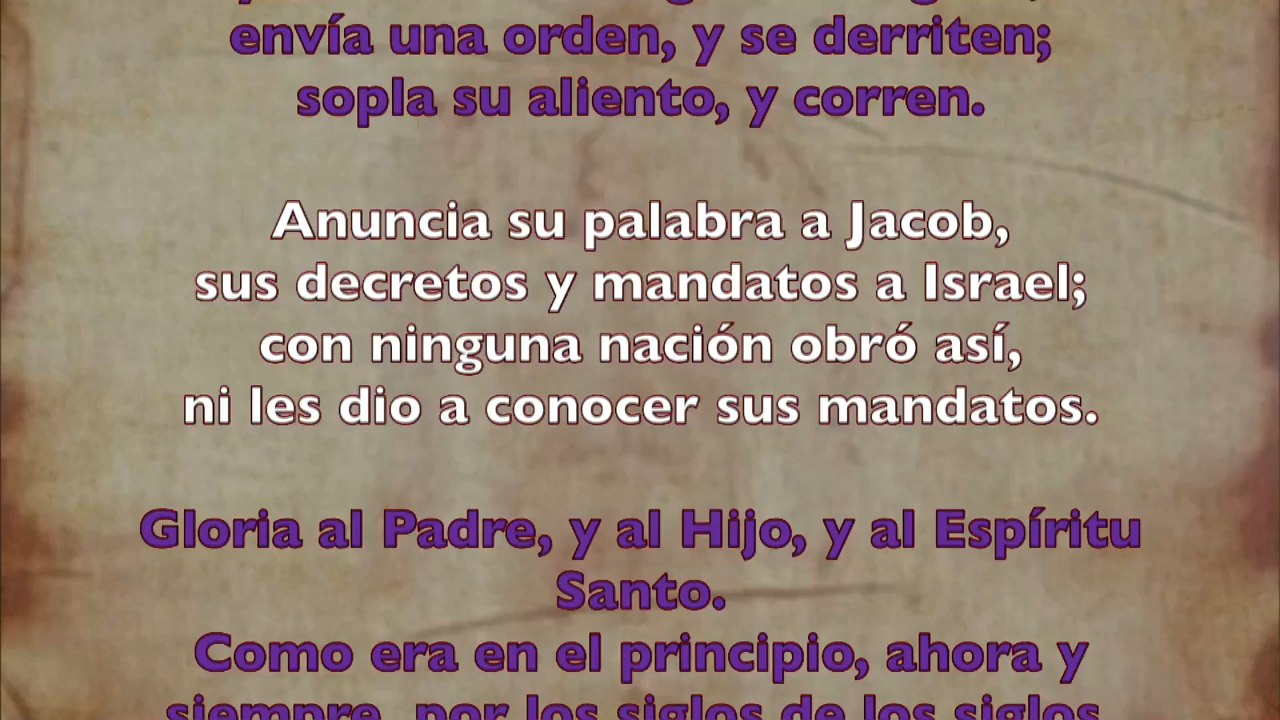 envía una orden, y se derriten;
sopla su aliento, y corren.
Anuncia su palabra a Jacob,
sus decretos y mandatos a Israel;
con ninguna nación obró así,
ni les dio a conocer sus mandatos.
Gloria al Padre, y al Hijo, y al Espíritu
Santo.
Como era en el principio, ahora y
siempre, por los siglos de los siglos